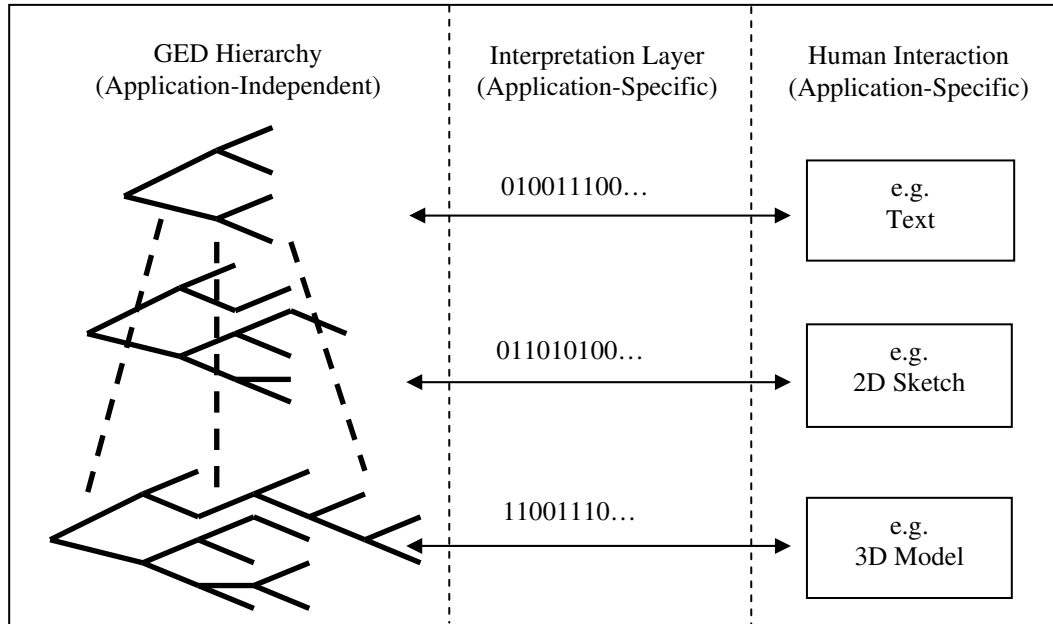 GED Hierarchy
(Application-Independent)
Interpretation Layer
(Application-Specific)
Human Interaction
(Application-Specific)
010011100…
e.g.
Text
011010100…
e.g.
2D Sketch
11001110…
e.g.
3D Model